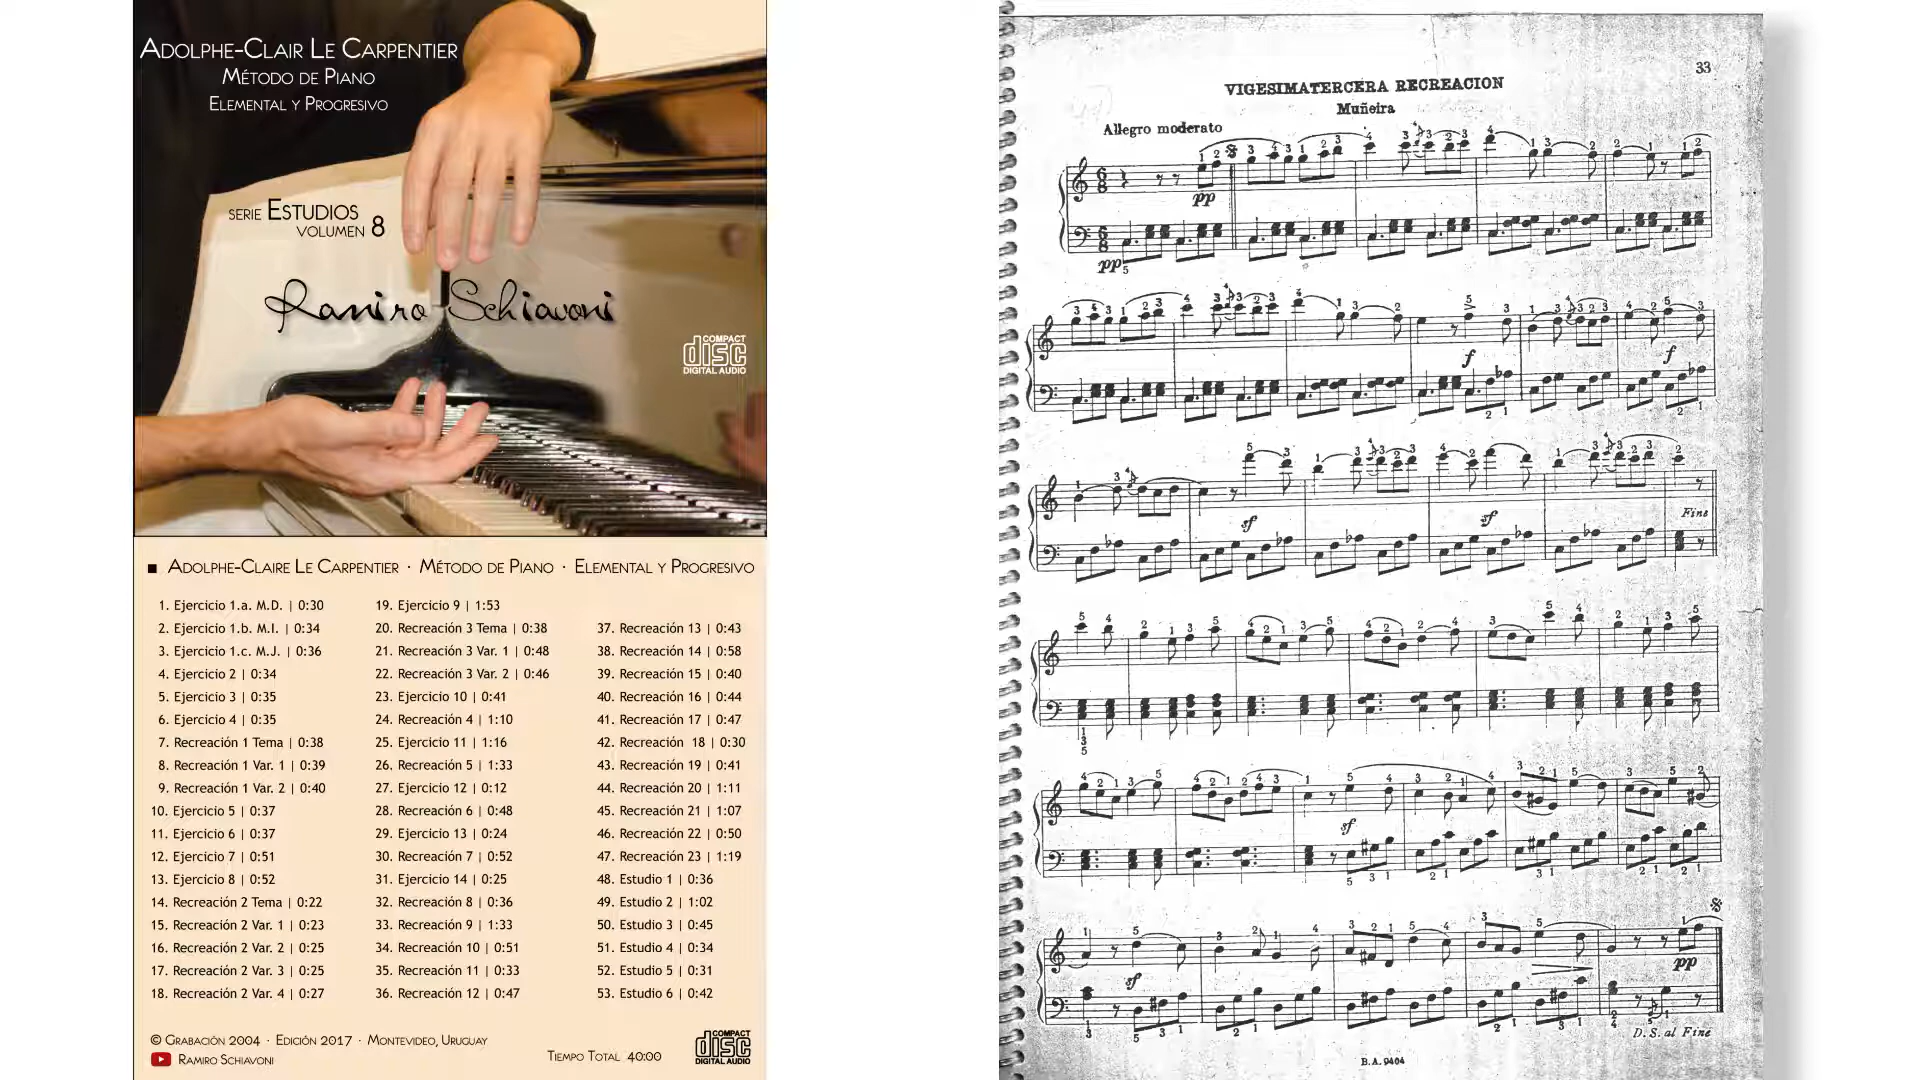 ADOLPHE-CLAIR LE CARPENTIER
MÉTODO DE PIANO
ELEMENTAL Y PROGRESIVO
SERIE ESTUDIOS
VOLUMEN 8
Ramiro Schiavoni
COMPACT
disc
DIGITAL AUDIO
■ ADOLPHE-CLAIRE LE CARPENTIER · MÉTODO DE PIANO · ELEMENTAL Y PROGRESIVO
1. Ejercicio 1.a. M.D. | 0:30
2. Ejercicio 1.b. M.I. | 0:34
3. Ejercicio 1.c. M.J. | 0:36
4. Ejercicio 2 | 0:34
5. Ejercicio 3 | 0:35
6. Ejercicio 4 | 0:35
7. Recreación 1 Tema | 0:38
8. Recreación 1 Var. 1 | 0:39
9. Recreación 1 Var. 2 | 0:40
10. Ejercicio 5 | 0:37
11. Ejercicio 6 | 0:37
12. Ejercicio 7 | 0:51
13. Ejercicio 8 | 0:52
14. Recreación 2 Tema | 0:22
15. Recreación 2 Var. 1 | 0:23
16. Recreación 2 Var. 2 | 0:25
17. Recreación 2 Var. 3 | 0:25
18. Recreación 2 Var. 4 | 0:27
19. Ejercicio 9 | 1:53
20. Recreación 3 Tema | 0:38
21. Recreación 3 Var. 1 | 0:48
22. Recreación 3 Var. 2 | 0:46
23. Ejercicio 10 | 0:41
24. Recreación 4 | 1:10
25. Ejercicio 11 | 1:16
26. Recreación 5 | 1:33
27. Ejercicio 12 | 0:12
28. Recreación 6 | 0:48
29. Ejercicio 13 | 0:24
30. Recreación 7 | 0:52
31. Ejercicio 14 | 0:25
32. Recreación 8 | 0:36
33. Recreación 9 | 1:33
34. Recreación 10 | 0:51
35. Recreación 11 | 0:33
36. Recreación 12 | 0:47
37. Recreación 13 | 0:43
38. Recreación 14 | 0:58
39. Recreación 15 | 0:40
40. Recreación 16 | 0:44
41. Recreación 17 | 0:47
42. Recreación 18 | 0:30
43. Recreación 19 | 0:41
44. Recreación 20 | 1:11
45. Recreación 21 | 1:07
46. Recreación 22 | 0:50
47. Recreación 23 | 1:19
48. Estudio 1 | 0:36
49. Estudio 2 | 1:02
50. Estudio 3 | 0:45
51. Estudio 4 | 0:34
52. Estudio 5 | 0:31
53. Estudio 6 | 0:42
© GRABACIÓN 2004 · EDICIÓN 2017 · MONTEVIDEO, URUGUAY
RAMIRO SCHIAVONI
TIEMPO TOTAL 40:00
COMPACT
disc
DIGITAL AUDIO
33
VIGESIMATERCERA RECREACION
Muñeira
Allegro moderato
pp
pp
f
f
sf
sf
Fine
sf
sf
pp
D.S. al Fine
B.A. 9404